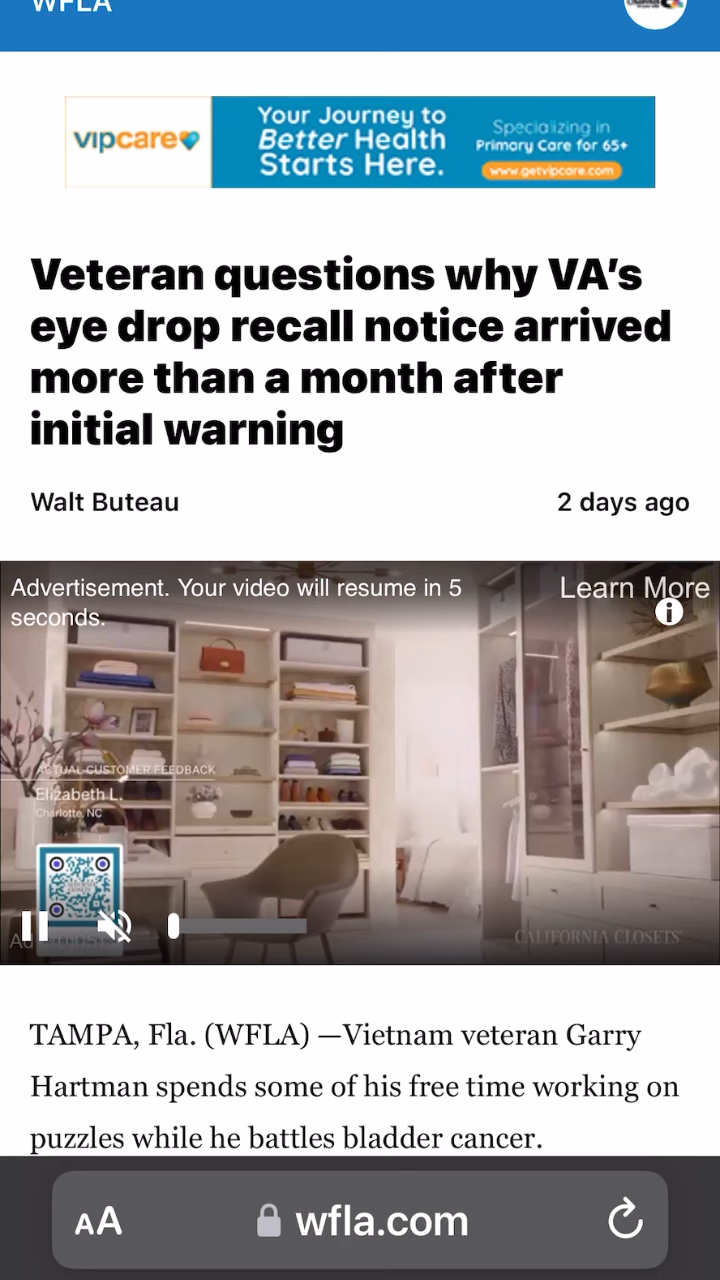 WFLA
vipcare
Your Journey to
Better Health
Starts Here.
Specializing in
Primary Care for 65+
www.getvipcare.com
Veteran questions why VA’s
eye drop recall notice arrived
more than a month after
initial warning
Walt Buteau
2 days ago
Advertisement. Your video will resume in 5
seconds.
Learn More
ACTUAL CUSTOMER FEEDBACK
Elizabeth L.
Charlotte, NC
CALIFORNIA CLOSETS
TAMPA, Fla. (WFLA) —Vietnam veteran Garry
Hartman spends some of his free time working on
puzzles while he battles bladder cancer.
AA
wfla.com